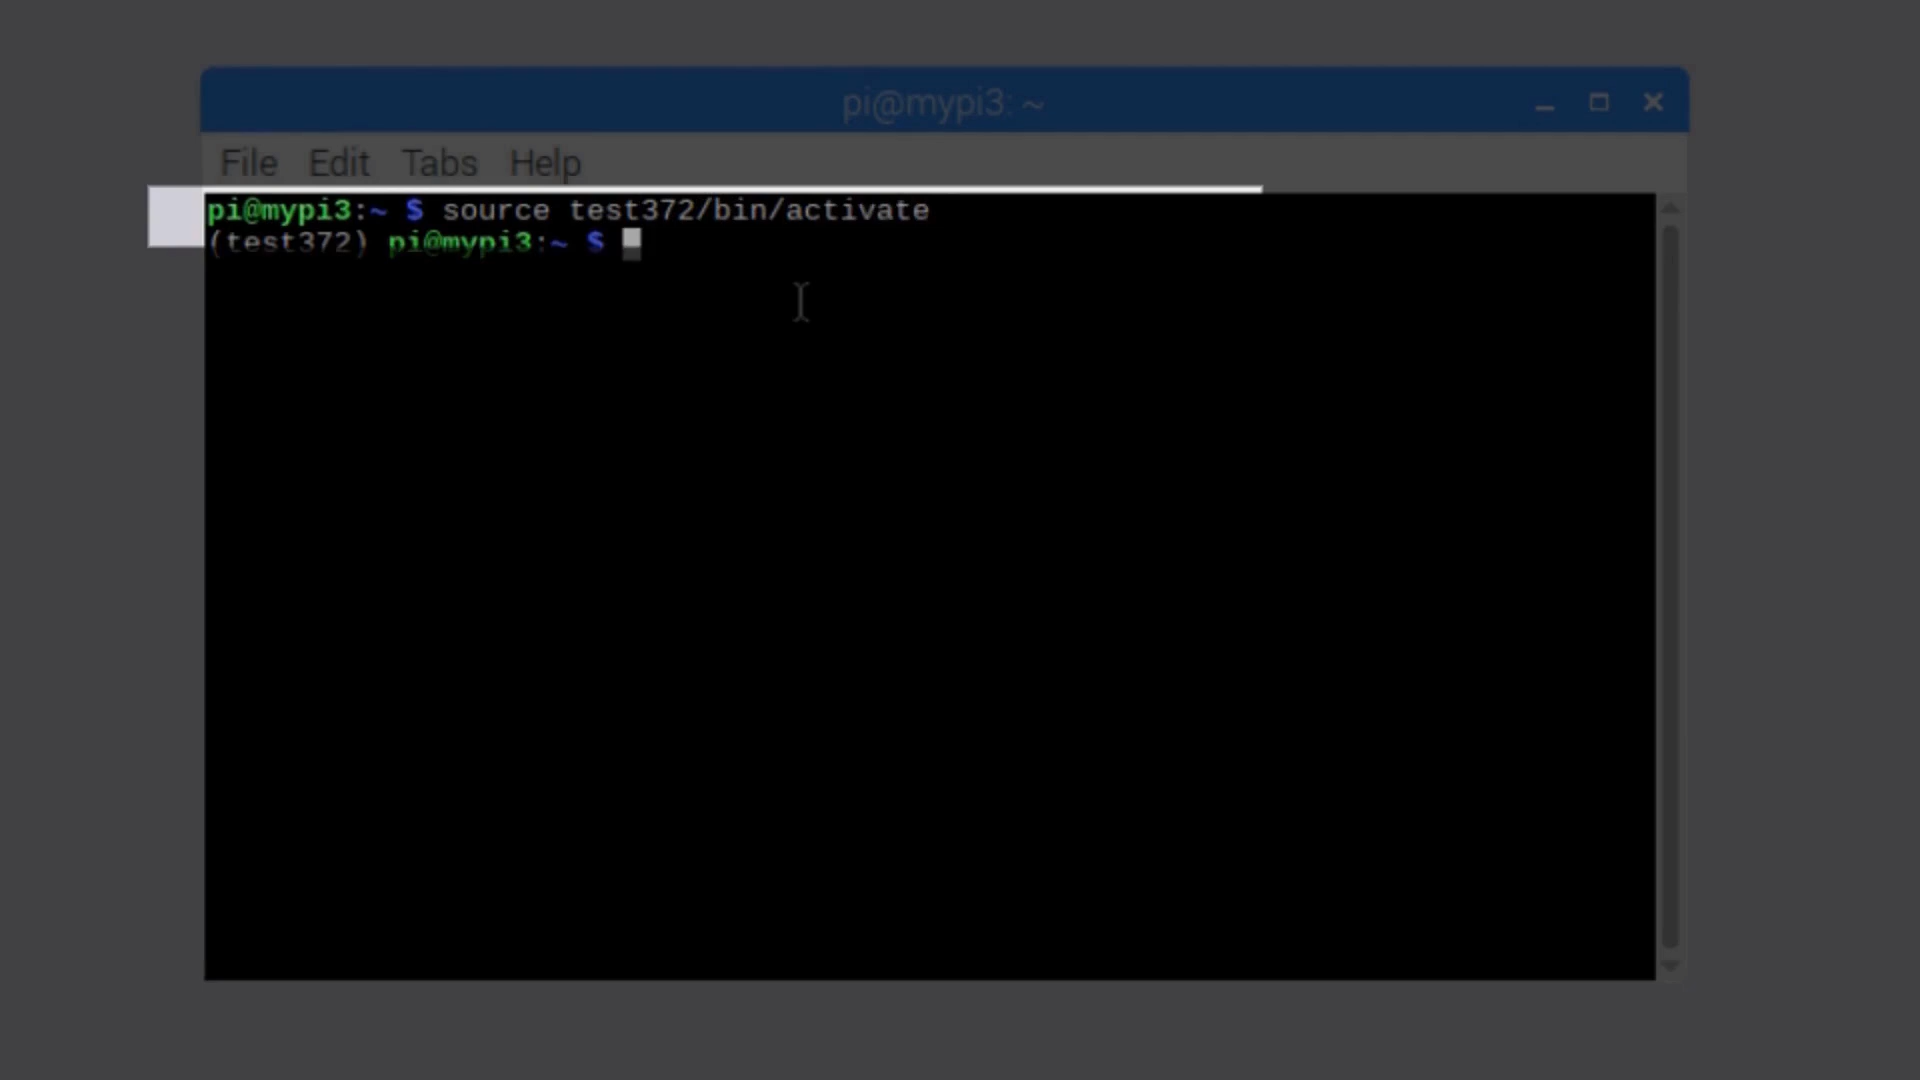 pi@mypi3: ~
File Edit Tabs Help
pi@mypi3:~ $ source test372/bin/activate
(test372) pi@mypi3:~ $